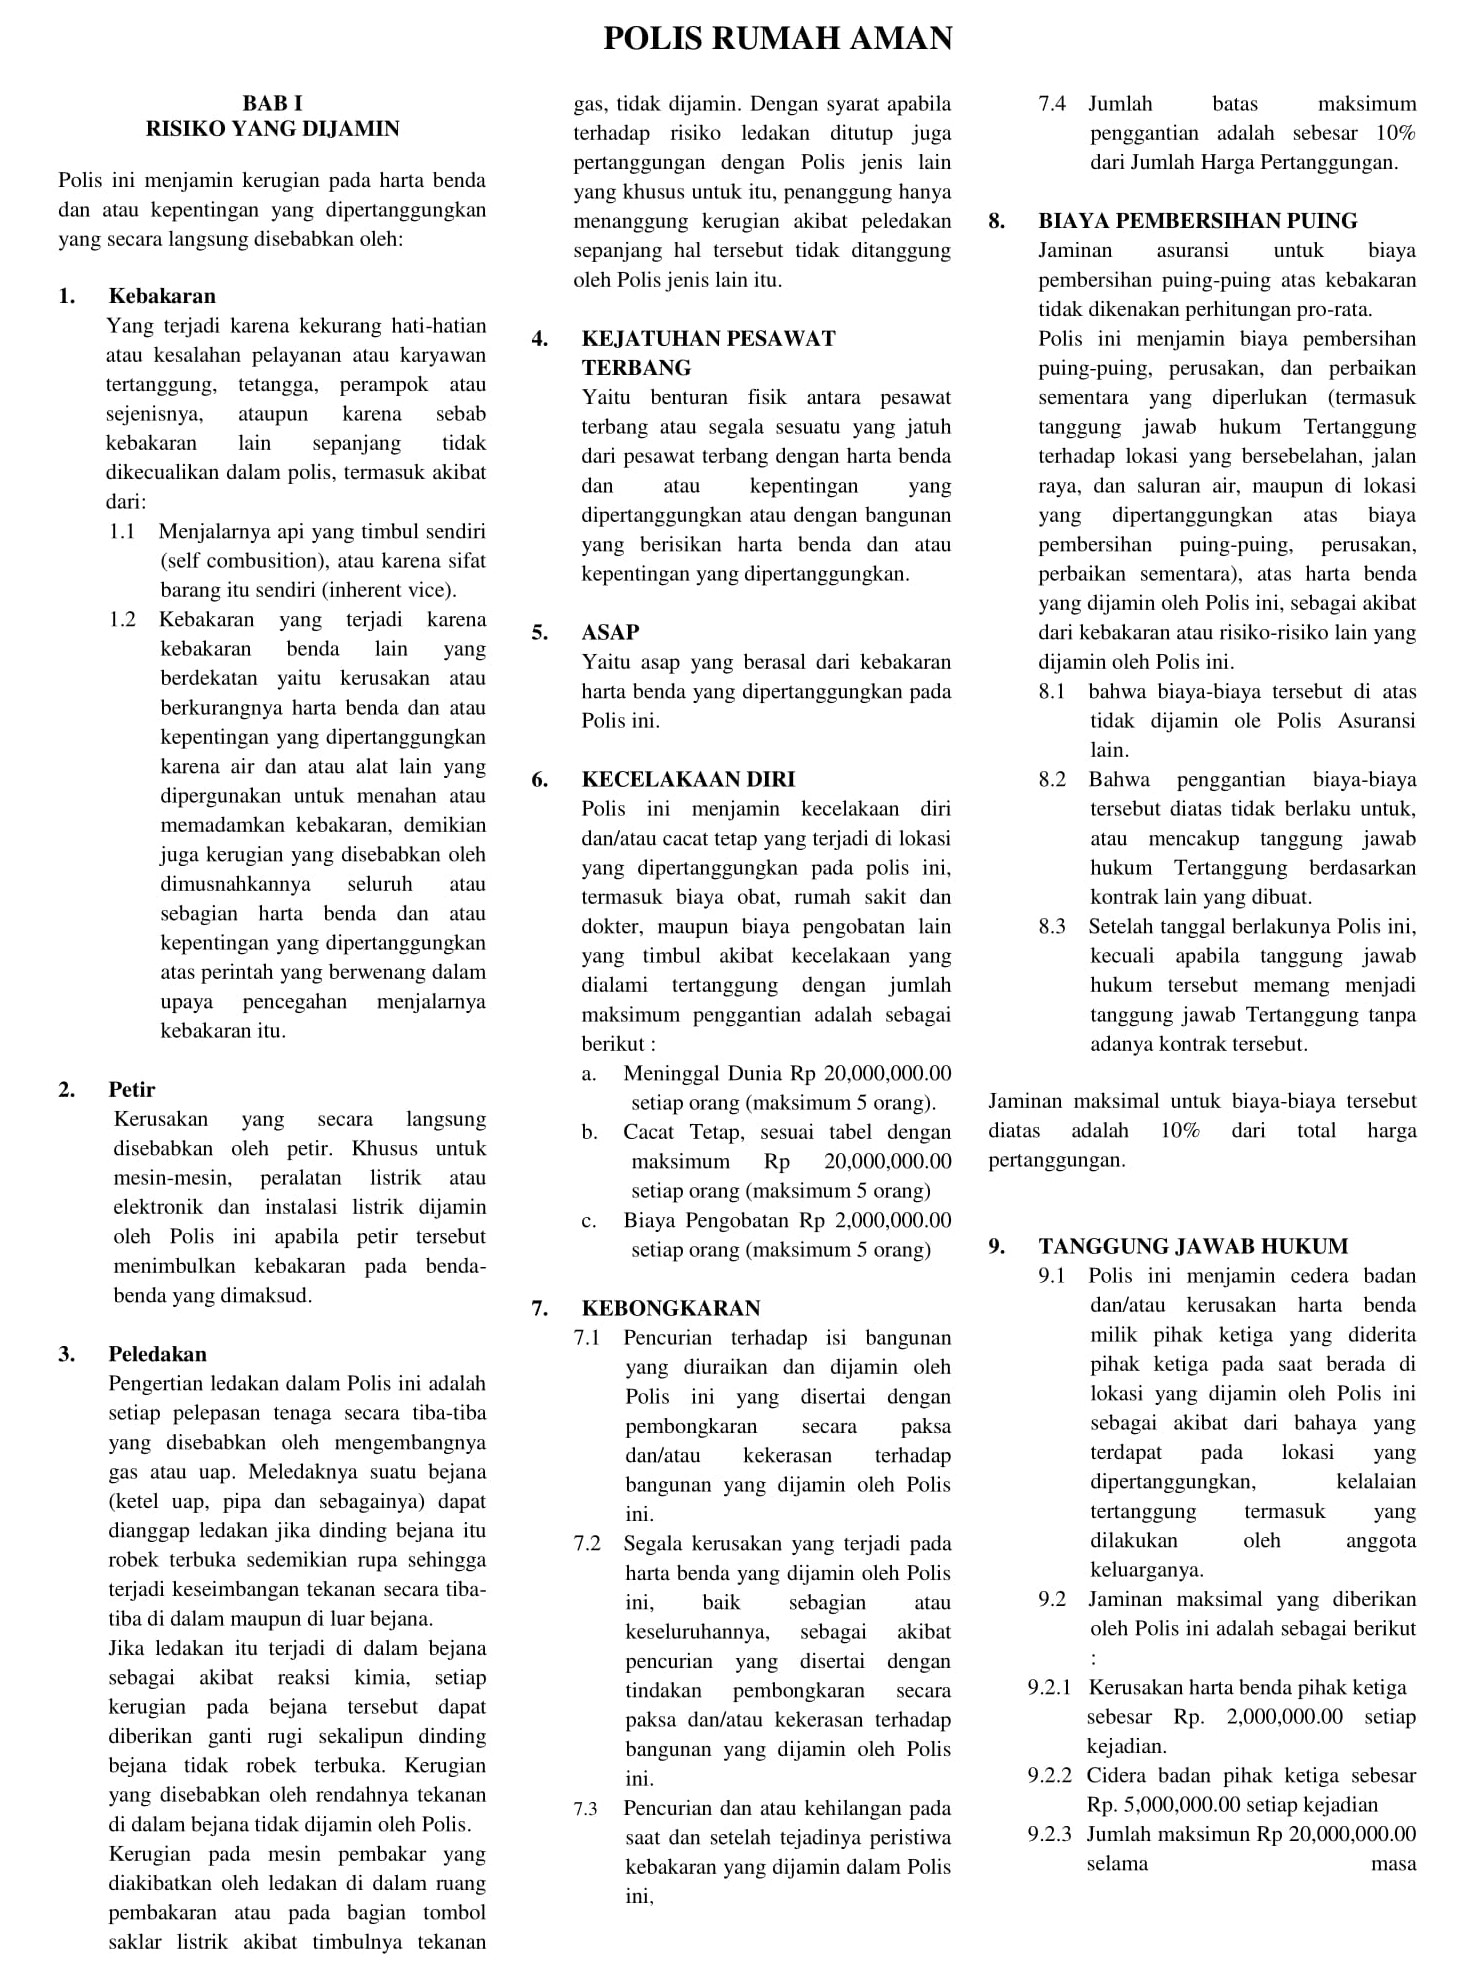 POLIS RUMAH AMAN
BAB I
RISIKO YANG DIJAMIN
Polis ini menjamin kerugian pada harta benda
dan atau kepentingan yang dipertanggungkan
yang secara langsung disebabkan oleh:
1. Kebakaran
Yang terjadi karena kekurang hati-hatian
atau kesalahan pelayanan atau karyawan
tertanggung, tetangga, perampok atau
sejenisnya, ataupun karena sebab
kebakaran lain sepanjang tidak
dikecualikan dalam polis, termasuk akibat
dari:
1.1 Menjalarnya api yang timbul sendiri
(self combusition), atau karena sifat
barang itu sendiri (inherent vice).
1.2 Kebakaran yang terjadi karena
kebakaran benda lain yang
berdekatan yaitu kerusakan atau
berkurangnya harta benda dan atau
kepentingan yang dipertanggungkan
karena air dan atau alat lain yang
dipergunakan untuk menahan atau
memadamkan kebakaran, demikian
juga kerugian yang disebabkan oleh
dimusnahkannya seluruh atau
sebagian harta benda dan atau
kepentingan yang dipertanggungkan
atas perintah yang berwenang dalam
upaya pencegahan menjalarnya
kebakaran itu.
2. Petir
Kerusakan yang secara langsung
disebabkan oleh petir. Khusus untuk
mesin-mesin, peralatan listrik atau
elektronik dan instalasi listrik dijamin
oleh Polis ini apabila petir tersebut
menimbulkan kebakaran pada benda-
benda yang dimaksud.
3. Peledakan
Pengertian ledakan dalam Polis ini adalah
setiap pelepasan tenaga secara tiba-tiba
yang disebabkan oleh mengembangnya
gas atau uap. Meledaknya suatu bejana
(ketel uap, pipa dan sebagainya) dapat
dianggap ledakan jika dinding bejana itu
robek terbuka sedemikian rupa sehingga
terjadi keseimbangan tekanan secara tiba-
tiba di dalam maupun di luar bejana.
Jika ledakan itu terjadi di dalam bejana
sebagai akibat reaksi kimia, setiap
kerugian pada bejana tersebut dapat
diberikan ganti rugi sekalipun dinding
bejana tidak robek terbuka. Kerugian
yang disebabkan oleh rendahnya tekanan
di dalam bejana tidak dijamin oleh Polis.
Kerugian pada mesin pembakar yang
diakibatkan oleh ledakan di dalam ruang
pembakaran atau pada bagian tombol
saklar listrik akibat timbulnya tekanan
gas, tidak dijamin. Dengan syarat apabila
terhadap risiko ledakan ditutup juga
pertanggungan dengan Polis jenis lain
yang khusus untuk itu, penanggung hanya
menanggung kerugian akibat peledakan
sepanjang hal tersebut tidak ditanggung
oleh Polis jenis lain itu.
4. KEJATUHAN PESAWAT
TERBANG
Yaitu benturan fisik antara pesawat
terbang atau segala sesuatu yang jatuh
dari pesawat terbang dengan harta benda
dan atau kepentingan yang
dipertanggungkan atau dengan bangunan
yang berisikan harta benda dan atau
kepentingan yang dipertanggungkan.
5. ASAP
Yaitu asap yang berasal dari kebakaran
harta benda yang dipertanggungkan pada
Polis ini.
6. KECELAKAAN DIRI
Polis ini menjamin kecelakaan diri
dan/atau cacat tetap yang terjadi di lokasi
yang dipertanggungkan pada polis ini,
termasuk biaya obat, rumah sakit dan
dokter, maupun biaya pengobatan lain
yang timbul akibat kecelakaan yang
dialami tertanggung dengan jumlah
maksimum penggantian adalah sebagai
berikut :
a. Meninggal Dunia Rp 20,000,000.00
setiap orang (maksimum 5 orang).
b. Cacat Tetap, sesuai tabel dengan
maksimum Rp 20,000,000.00
setiap orang (maksimum 5 orang)
c. Biaya Pengobatan Rp 2,000,000.00
setiap orang (maksimum 5 orang)
7. KEBONGKARAN
7.1 Pencurian terhadap isi bangunan
yang diuraikan dan dijamin oleh
Polis ini yang disertai dengan
pembongkaran secara paksa
dan/atau kekerasan terhadap
bangunan yang dijamin oleh Polis
ini.
7.2 Segala kerusakan yang terjadi pada
harta benda yang dijamin oleh Polis
ini, baik sebagian atau
keseluruhannya, sebagai akibat
pencurian yang disertai dengan
tindakan pembongkaran secara
paksa dan/atau kekerasan terhadap
bangunan yang dijamin oleh Polis
ini.
7.3 Pencurian dan atau kehilangan pada
saat dan setelah tejadinya peristiwa
kebakaran yang dijamin dalam Polis
ini,
7.4 Jumlah batas maksimum
penggantian adalah sebesar 10%
dari Jumlah Harga Pertanggungan.
8. BIAYA PEMBERSIHAN PUING
Jaminan asuransi untuk biaya
pembersihan puing-puing atas kebakaran
tidak dikenakan perhitungan pro-rata.
Polis ini menjamin biaya pembersihan
puing-puing, perusakan, dan perbaikan
sementara yang diperlukan (termasuk
tanggung jawab hukum Tertanggung
terhadap lokasi yang bersebelahan, jalan
raya, dan saluran air, maupun di lokasi
yang dipertanggungkan atas biaya
pembersihan puing-puing, perusakan,
perbaikan sementara), atas harta benda
yang dijamin oleh Polis ini, sebagai akibat
dari kebakaran atau risiko-risiko lain yang
dijamin oleh Polis ini.
8.1 bahwa biaya-biaya tersebut di atas
tidak dijamin ole Polis Asuransi
lain.
8.2 Bahwa penggantian biaya-biaya
tersebut diatas tidak berlaku untuk,
atau mencakup tanggung jawab
hukum Tertanggung berdasarkan
kontrak lain yang dibuat.
8.3 Setelah tanggal berlakunya Polis ini,
kecuali apabila tanggung jawab
hukum tersebut memang menjadi
tanggung jawab Tertanggung tanpa
adanya kontrak tersebut.
Jaminan maksimal untuk biaya-biaya tersebut
diatas adalah 10% dari total harga
pertanggungan.
9. TANGGUNG JAWAB HUKUM
9.1 Polis ini menjamin cedera badan
dan/atau kerusakan harta benda
milik pihak ketiga yang diderita
pihak ketiga pada saat berada di
lokasi yang dijamin oleh Polis ini
sebagai akibat dari bahaya yang
terdapat pada lokasi yang
dipertanggungkan, kelalaian
tertanggung termasuk yang
dilakukan oleh anggota
keluarganya.
9.2 Jaminan maksimal yang diberikan
oleh Polis ini adalah sebagai berikut
:
9.2.1 Kerusakan harta benda pihak ketiga
sebesar Rp. 2,000,000.00 setiap
kejadian.
9.2.2 Cidera badan pihak ketiga sebesar
Rp. 5,000,000.00 setiap kejadian
9.2.3 Jumlah maksimun Rp 20,000,000.00
selama masa